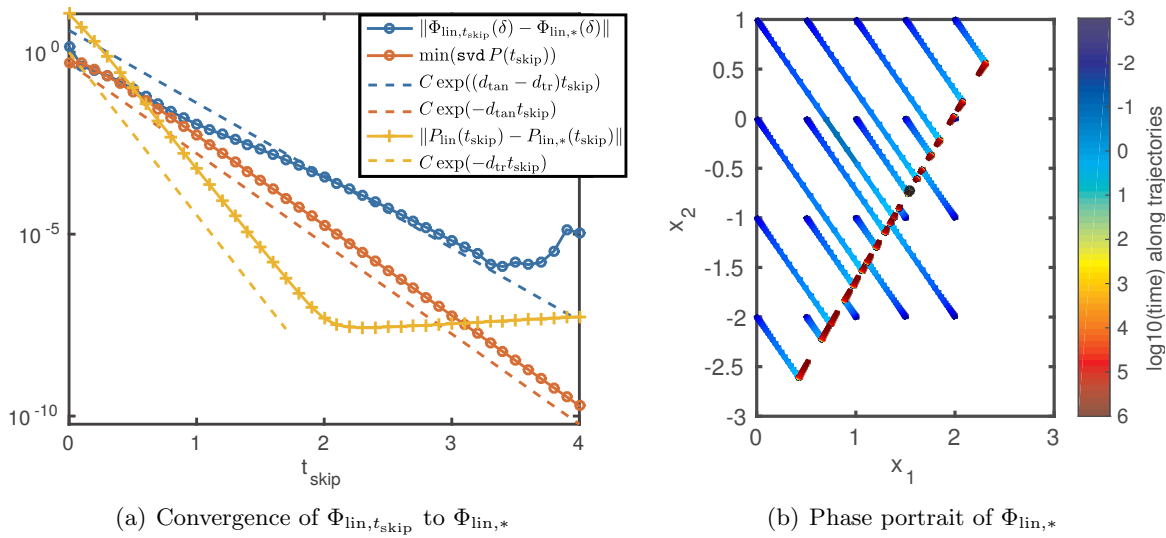 10^0
10^-5
10^-10
0
1
2
3
4
t_skip
‖Φ_lin,t_skip(δ) − Φ_lin,*(δ)‖
min(svd P(t_skip))
C exp((d_tan − d_tr)t_skip)
C exp(−d_tan t_skip)
‖P_lin(t_skip) − P_lin,*(t_skip)‖
C exp(−d_tr t_skip)
(a) Convergence of Φ_lin,t_skip to Φ_lin,*
1
0.5
0
-0.5
-1
-1.5
-2
-2.5
-3
x_2
0
1
2
3
x_1
-3
-2
-1
0
1
2
3
4
5
6
log10(time) along trajectories
(b) Phase portrait of Φ_lin,*